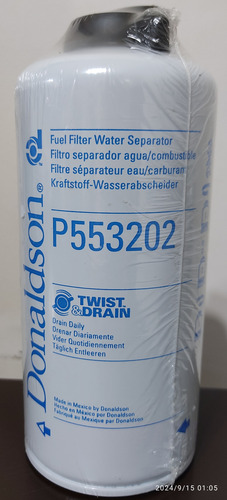 Donaldson®
Fuel Filter Water Separator
Filtro separador agua/combustible
Filtre séparateur eau/carburan
Kraftstoff-Wasserabscheider
P553202
TWIST
&DRAIN
Drain Daily
Drenar Diariamente
Vider Quotidiennement
Täglich Entleeren
Made in Mexico by Donaldson
Hecho en México por Donaldson
Fabriqué au Mexique par Donaldson
2024/9/15 01:05